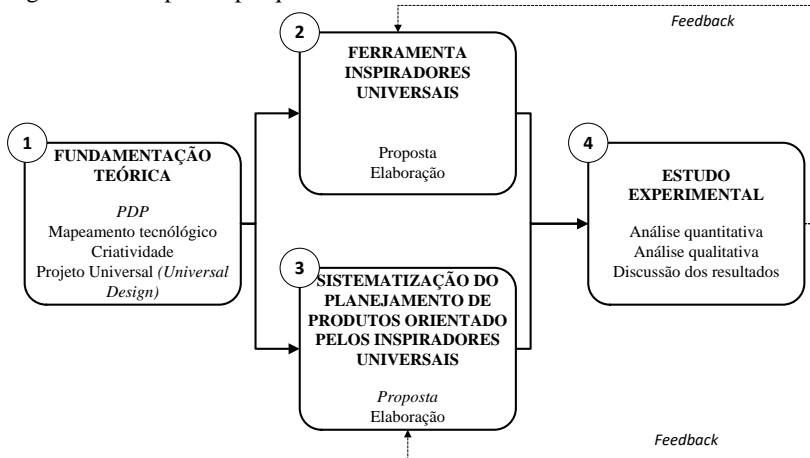 Feedback
2
FERRAMENTA
INSPIRADORES
UNIVERSAIS
Proposta
Elaboração
1
FUNDAMENTAÇÃO
TEÓRICA
PDP
Mapeamento tecnólógico
Criatividade
Projeto Universal (Universal
Design)
3
SISTEMATIZAÇÃO DO
PLANEJAMENTO DE
PRODUTOS ORIENTADO
PELOS INSPIRADORES
UNIVERSAIS
Proposta
Elaboração
4
ESTUDO
EXPERIMENTAL
Análise quantitativa
Análise qualitativa
Discussão dos resultados
Feedback